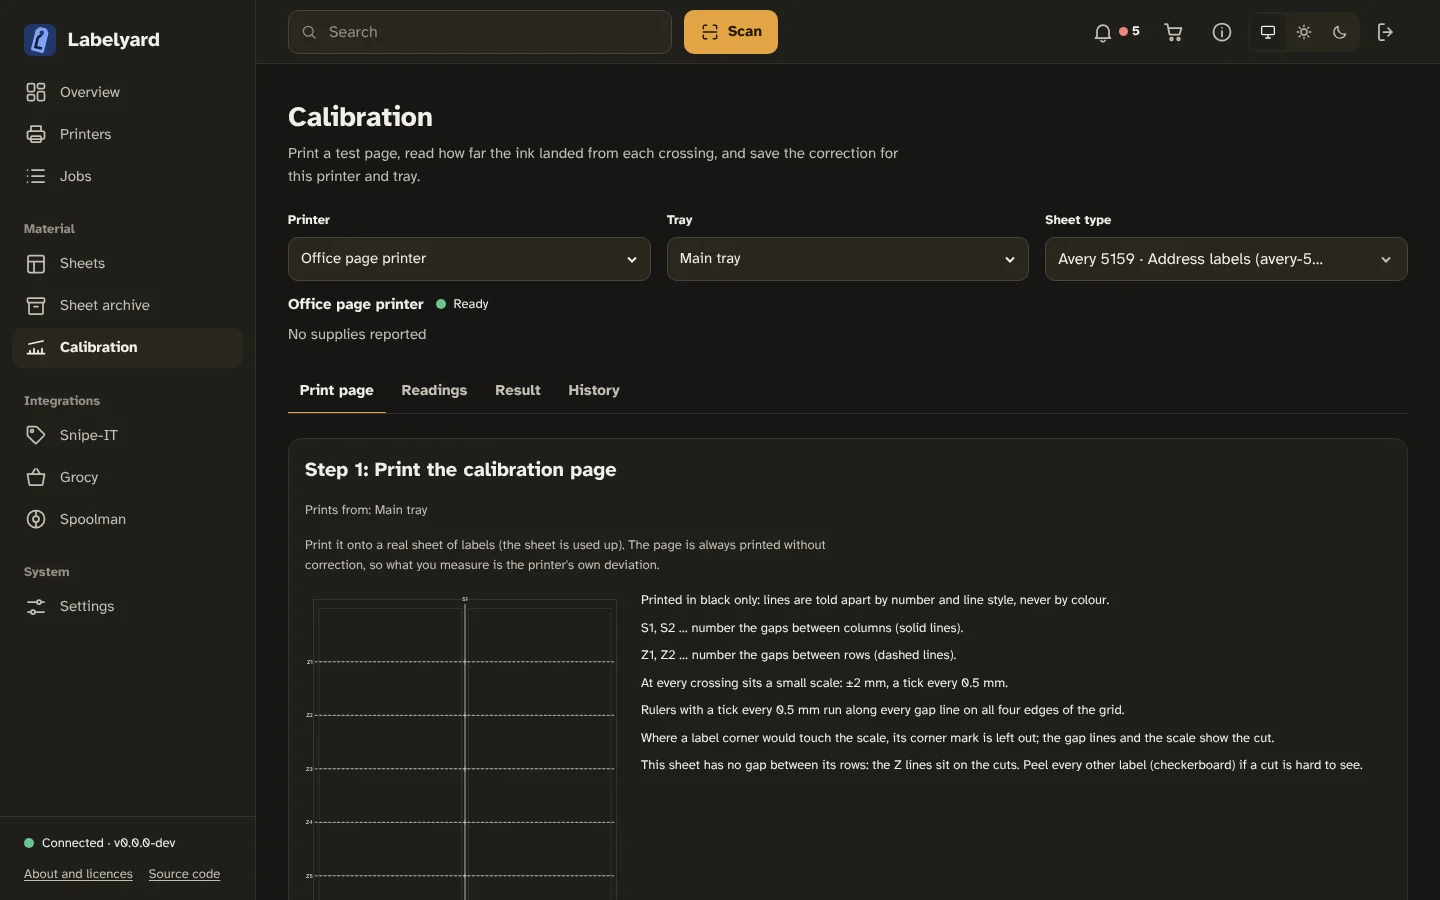 Labelyard
Search
Scan
5
Overview
Printers
Jobs
Material
Sheets
Sheet archive
Calibration
Integrations
Snipe-IT
Grocy
Spoolman
System
Settings
Connected · v0.0.0-dev
About and licences
Source code
Calibration
Print a test page, read how far the ink landed from each crossing, and save the correction for
this printer and tray.
Printer
Tray
Sheet type
Office page printer
Main tray
Avery 5159 · Address labels (avery-5...
Office page printer
Ready
No supplies reported
Print page
Readings
Result
History
Step 1: Print the calibration page
Prints from: Main tray
Print it onto a real sheet of labels (the sheet is used up). The page is always printed without
correction, so what you measure is the printer's own deviation.
S1
Z1
Z2
Z3
Z4
Z5
Printed in black only: lines are told apart by number and line style, never by colour.
S1, S2 ... number the gaps between columns (solid lines).
Z1, Z2 ... number the gaps between rows (dashed lines).
At every crossing sits a small scale: ±2 mm, a tick every 0.5 mm.
Rulers with a tick every 0.5 mm run along every gap line on all four edges of the grid.
Where a label corner would touch the scale, its corner mark is left out; the gap lines and the scale show the cut.
This sheet has no gap between its rows: the Z lines sit on the cuts. Peel every other label (checkerboard) if a cut is hard to see.